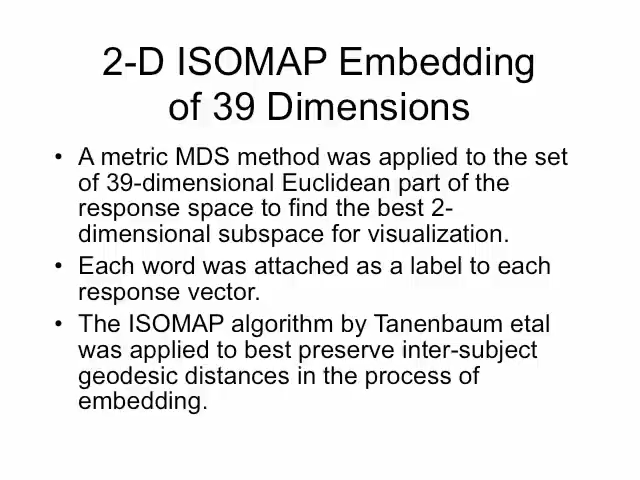 2-D ISOMAP Embedding
of 39 Dimensions
• A metric MDS method was applied to the set
of 39-dimensional Euclidean part of the
response space to find the best 2-
dimensional subspace for visualization.
• Each word was attached as a label to each
response vector.
• The ISOMAP algorithm by Tanenbaum etal
was applied to best preserve inter-subject
geodesic distances in the process of
embedding.